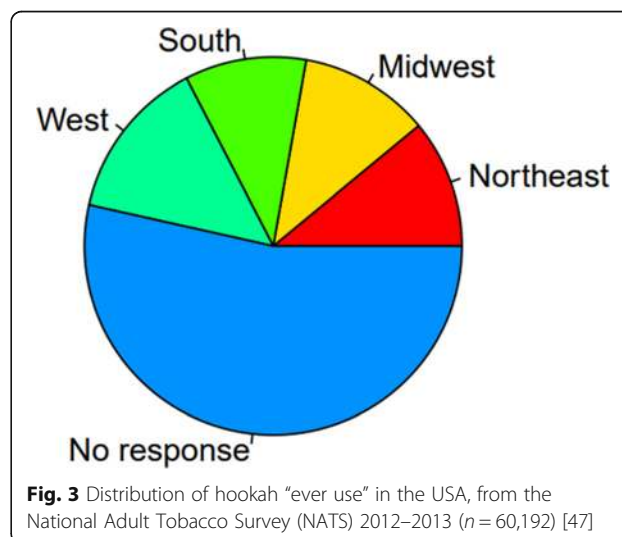 South
Midwest
West
Northeast
No response
Fig. 3 Distribution of hookah “ever use” in the USA, from the
National Adult Tobacco Survey (NATS) 2012–2013 (n = 60,192) [47]